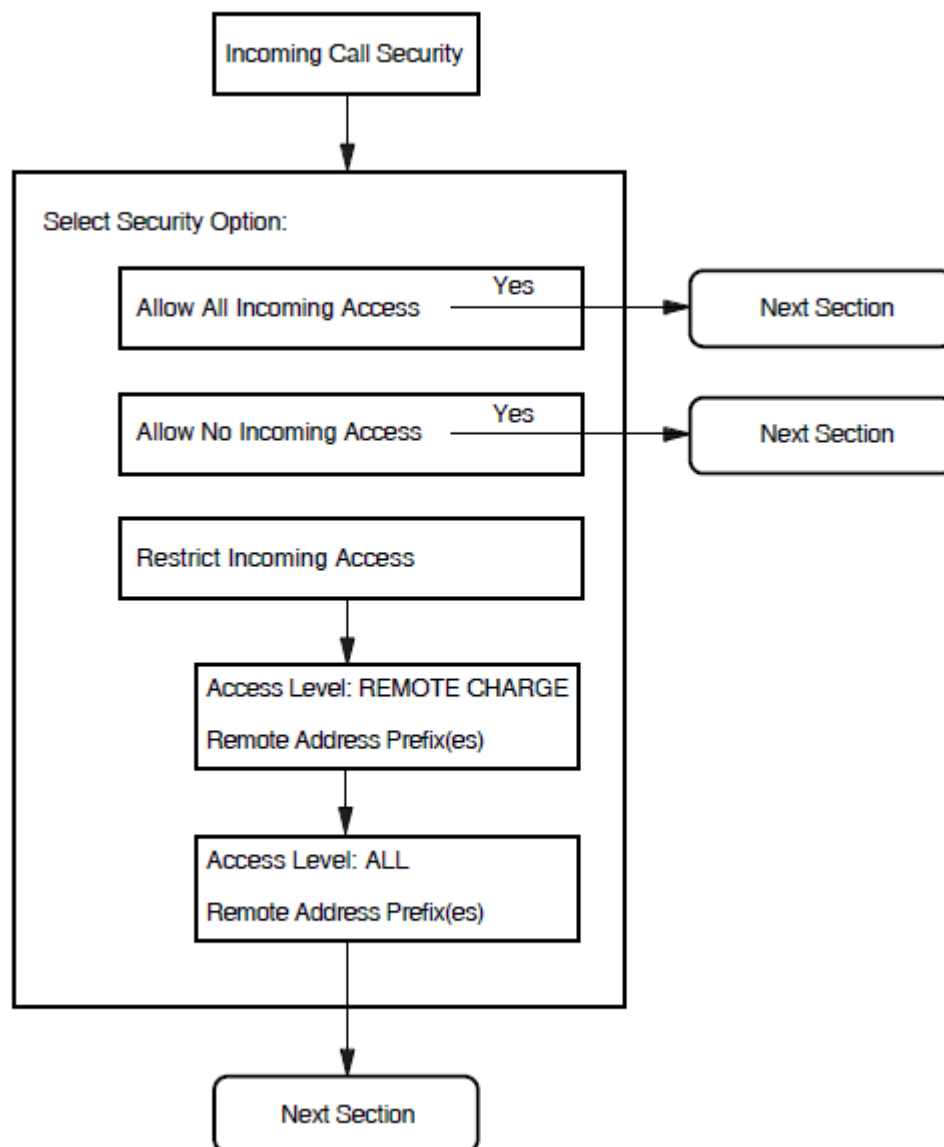 Incoming Call Security
Select Security Option:
Yes
Allow All Incoming Access
Next Section
Yes
Allow No Incoming Access
Next Section
Restrict Incoming Access
Access Level: REMOTE CHARGE
Remote Address Prefix(es)
Access Level: ALL
Remote Address Prefix(es)
Next Section